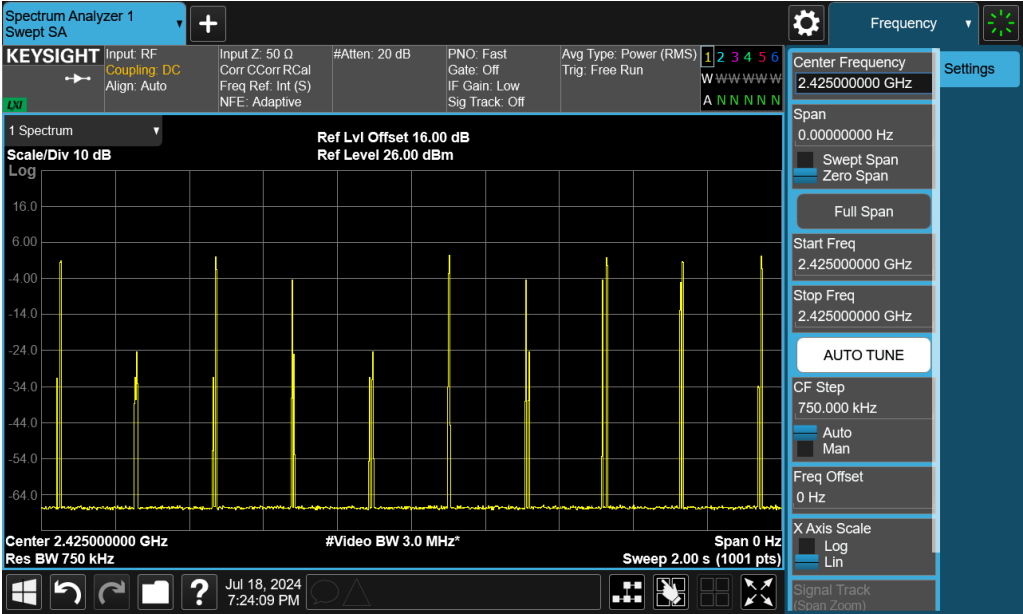 Spectrum Analyzer 1
Swept SA
Frequency
KEYSIGHT
LXI
Input: RF
Coupling: DC
Align: Auto
Input Z: 50 Ω
Corr CCorr RCal
Freq Ref: Int (S)
NFE: Adaptive
#Atten: 20 dB
PNO: Fast
Gate: Off
IF Gain: Low
Sig Track: Off
Avg Type: Power (RMS)
Trig: Free Run
1 2 3 4 5 6
W W W W W W
A N N N N N
1 Spectrum
Scale/Div 10 dB
Log
Ref Lvl Offset 16.00 dB
Ref Level 26.00 dBm
16.0
6.00
-4.00
-14.0
-24.0
-34.0
-44.0
-54.0
-64.0
Center 2.425000000 GHz
Res BW 750 kHz
#Video BW 3.0 MHz*
Span 0 Hz
Sweep 2.00 s (1001 pts)
Center Frequency
2.425000000 GHz
Span
0.00000000 Hz
Swept Span
Zero Span
Full Span
Start Freq
2.425000000 GHz
Stop Freq
2.425000000 GHz
AUTO TUNE
CF Step
750.000 kHz
Auto
Man
Freq Offset
0 Hz
X Axis Scale
Log
Lin
Signal Track
(Span Zoom)
Settings
?
Jul 18, 2024
7:24:09 PM